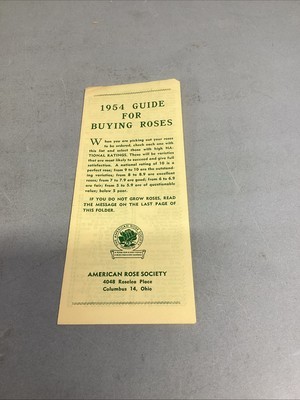 1954 GUIDE
FOR
BUYING ROSES
When you are picking out your roses
to be ordered, check each one with
this list and select those with high NA-
TIONAL RATINGS. These will be varieties
that are most likely to succeed and give full
satisfaction. A national rating of 10 is a
perfect rose; from 9 to 10 are the outstand-
ing varieties; from 8 to 8.9 are excellent
roses; from 7 to 7.9 are good; from 6 to 6.9
are fair; from 5 to 5.9 are of questionable
value; below 5 poor.
IF YOU DO NOT GROW ROSES, READ
THE MESSAGE ON THE LAST PAGE OF
THIS FOLDER.
AMERICAN ROSE SOCIETY
AMERICAN ROSE SOCIETY
4048 Roselea Place
Columbus 14, Ohio